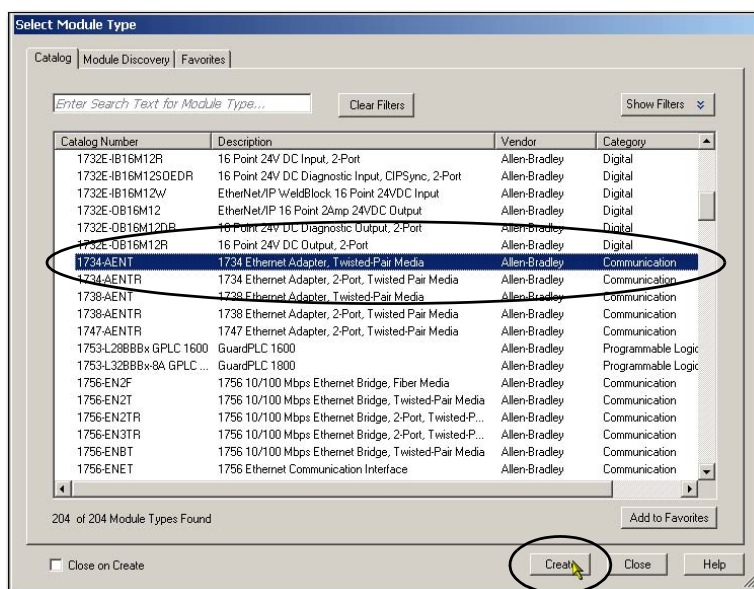 Select Module Type
Catalog Module Discovery Favorites
Enter Search Text for Module Type... Clear Filters Show Filters
Catalog Number Description Vendor Category
1732E-IB16M12R 16 Point 24V DC Input, 2-Port Allen-Bradley Digital
1732E-IB16M12SOEDR 16 Point 24V DC Diagnostic Input, CIPSync, 2-Port Allen-Bradley Digital
1732E-IB16M12W EtherNet/IP WeldBlock 16 Point 24VDC Input Allen-Bradley Digital
1732E-OB16M12 EtherNet/IP 16 Point 2Amp 24VDC Output Allen-Bradley Digital
1732E-OB16M12DR 16 Point 24V DC Diagnostic Output, 2-Port Allen-Bradley Digital
1732E-OB16M12R 16 Point 24V DC Output, 2-Port Allen-Bradley Digital
1734-AENT 1734 Ethernet Adapter, Twisted-Pair Media Allen-Bradley Communication
1734-AENTR 1734 Ethernet Adapter, 2-Port, Twisted-Pair Media Allen-Bradley Communication
1738-AENT 1738 Ethernet Adapter, Twisted-Pair Media Allen-Bradley Communication
1738-AENTR 1738 Ethernet Adapter, 2-Port, Twisted-Pair Media Allen-Bradley Communication
1747-AENTR 1747 Ethernet Adapter, 2-Port, Twisted-Pair Media Allen-Bradley Communication
1753-L28BBBx GPLC 1600 GuardPLC 1600 Allen-Bradley Programmable Logic
1753-L32BBBx-8A GPLC ... GuardPLC 1800 Allen-Bradley Programmable Logic
1756-EN2F 1756 10/100 Mbps Ethernet Bridge, Fiber Media Allen-Bradley Communication
1756-EN2T 1756 10/100 Mbps Ethernet Bridge, Twisted-Pair Media Allen-Bradley Communication
1756-EN2TR 1756 10/100 Mbps Ethernet Bridge, 2-Port, Twisted-P... Allen-Bradley Communication
1756-EN3TR 1756 10/100 Mbps Ethernet Bridge, 2-Port, Twisted-P... Allen-Bradley Communication
1756-ENBT 1756 10/100 Mbps Ethernet Bridge, Twisted-Pair Media Allen-Bradley Communication
1756-ENET 1756 Ethernet Communication Interface Allen-Bradley Communication
204 of 204 Module Types Found Add to Favorites
Close on Create Create Close Help